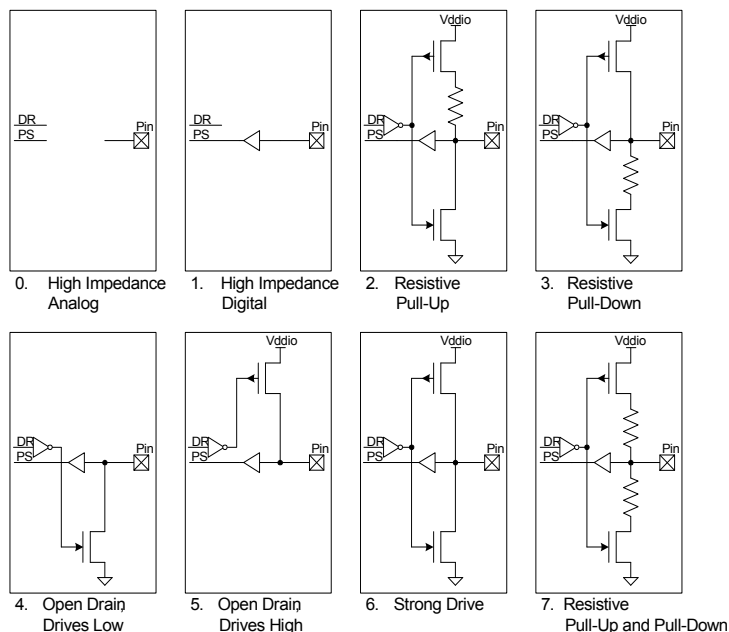 Vddio
Vddio
DR
PS
Pin
DR
PS
Pin
DR
PS
Pin
DR
PS
Pin
0. High Impedance
Analog
1. High Impedance
Digital
2. Resistive
Pull-Up
3. Resistive
Pull-Down
Vddio
Vddio
Vddio
DR
PS
Pin
DR
PS
Pin
DR
PS
Pin
DR
PS
Pin
4. Open Drain,
Drives Low
5. Open Drain,
Drives High
6. Strong Drive
7. Resistive
Pull-Up and Pull-Down